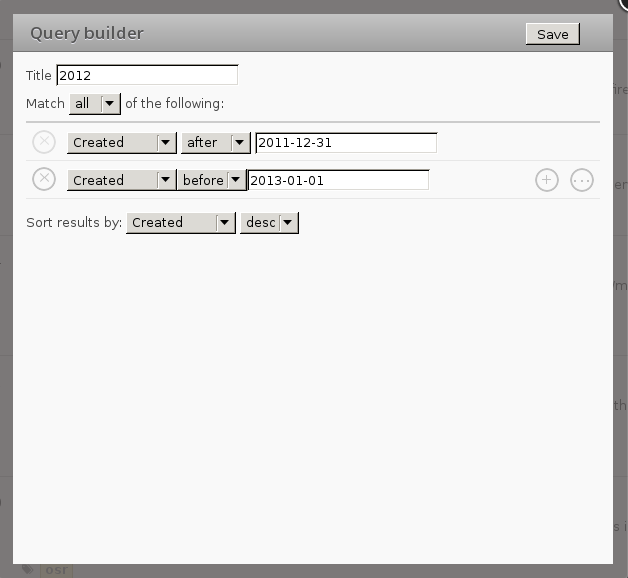 Query builder Save
Title 2012
Match all of the following:
Created after 2011-12-31
Created before 2013-01-01
Sort results by: Created desc
osr